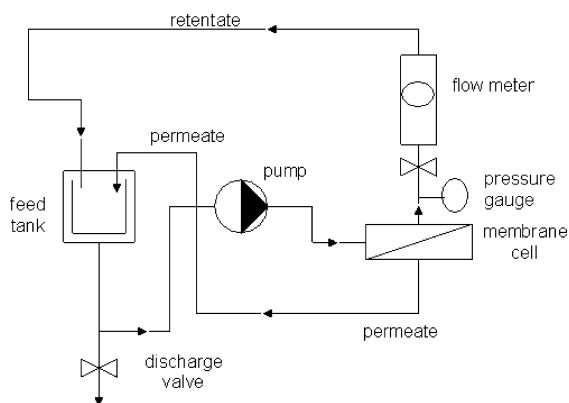 retentate
flow meter
permeate
pump
pressure
gauge
feed
tank
membrane
cell
permeate
discharge
valve